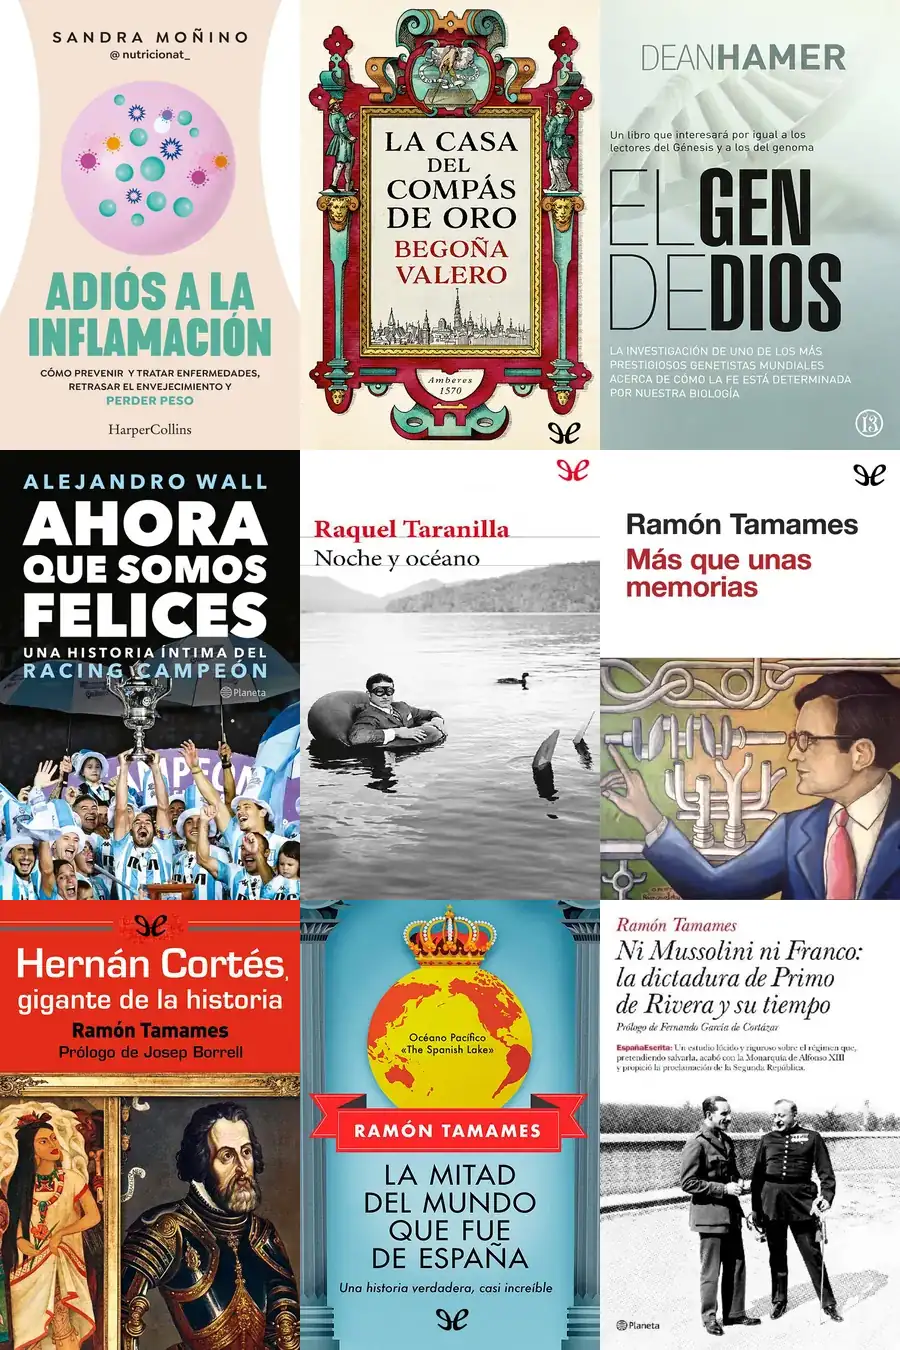 SANDRA MOÑINO
@nutricionat_
ADIÓS A LA
INFLAMACIÓN
CÓMO PREVENIR Y TRATAR ENFERMEDADES,
RETRASAR EL ENVEJECIMIENTO Y
PERDER PESO
HarperCollins
LA CASA
DEL
COMPÁS
DE ORO
BEGOÑA
VALERO
Amberes
1570
DEANHAMER
Un libro que interesará por igual a los
lectores del Génesis y a los del genoma
EL GEN
DE DIOS
LA INVESTIGACIÓN DE UNO DE LOS MÁS
PRESTIGIOSOS GENETISTAS MUNDIALES
ACERCA DE CÓMO LA FE ESTÁ DETERMINADA
POR NUESTRA BIOLOGÍA
13
ALEJANDRO WALL
AHORA
QUE SOMOS
FELICES
UNA HISTORIA ÍNTIMA DEL
RACING CAMPEÓN
Planeta
Raquel Taranilla
Noche y océano
Ramón Tamames
Más que unas
memorias
Hernán Cortés,
gigante de la historia
Ramón Tamames
Prólogo de Josep Borrell
Océano Pacífico
«The Spanish Lake»
RAMÓN TAMAMES
LA MITAD
DEL MUNDO
QUE FUE
DE ESPAÑA
Una historia verdadera, casi increíble
Ramón Tamames
Ni Mussolini ni Franco:
la dictadura de Primo
de Rivera y su tiempo
Prólogo de Fernando García de Cortázar
EspañaEscrita: Un estudio lúcido y riguroso sobre el régimen que,
pretendiendo salvarla, acabó con la Monarquía de Alfonso XIII
y propició la proclamación de la Segunda República.
Planeta